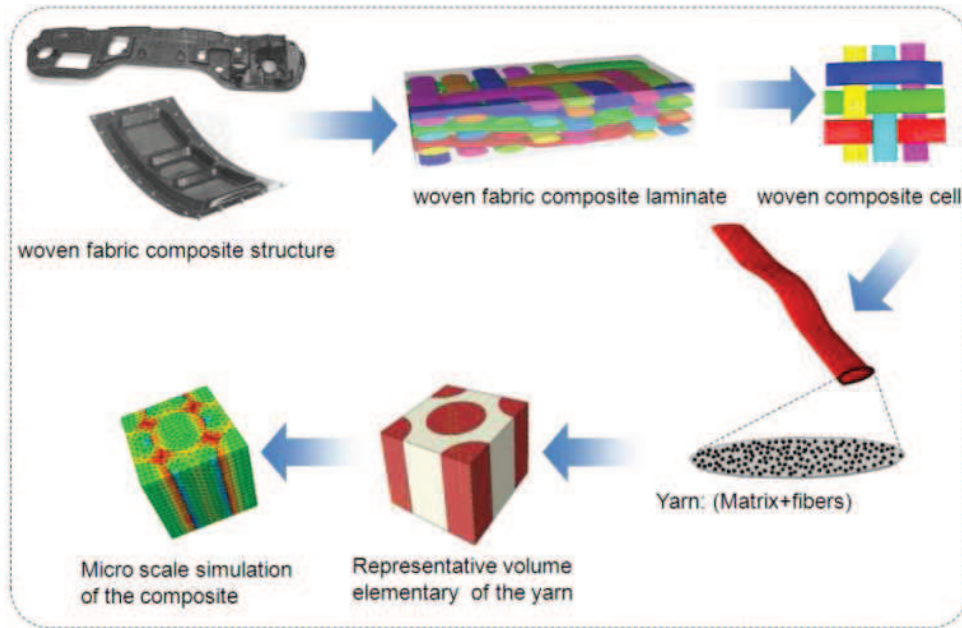 woven fabric composite structure
woven fabric composite laminate
woven composite cell
Yarn: (Matrix+fibers)
Representative volume
elementary of the yarn
Micro scale simulation
of the composite